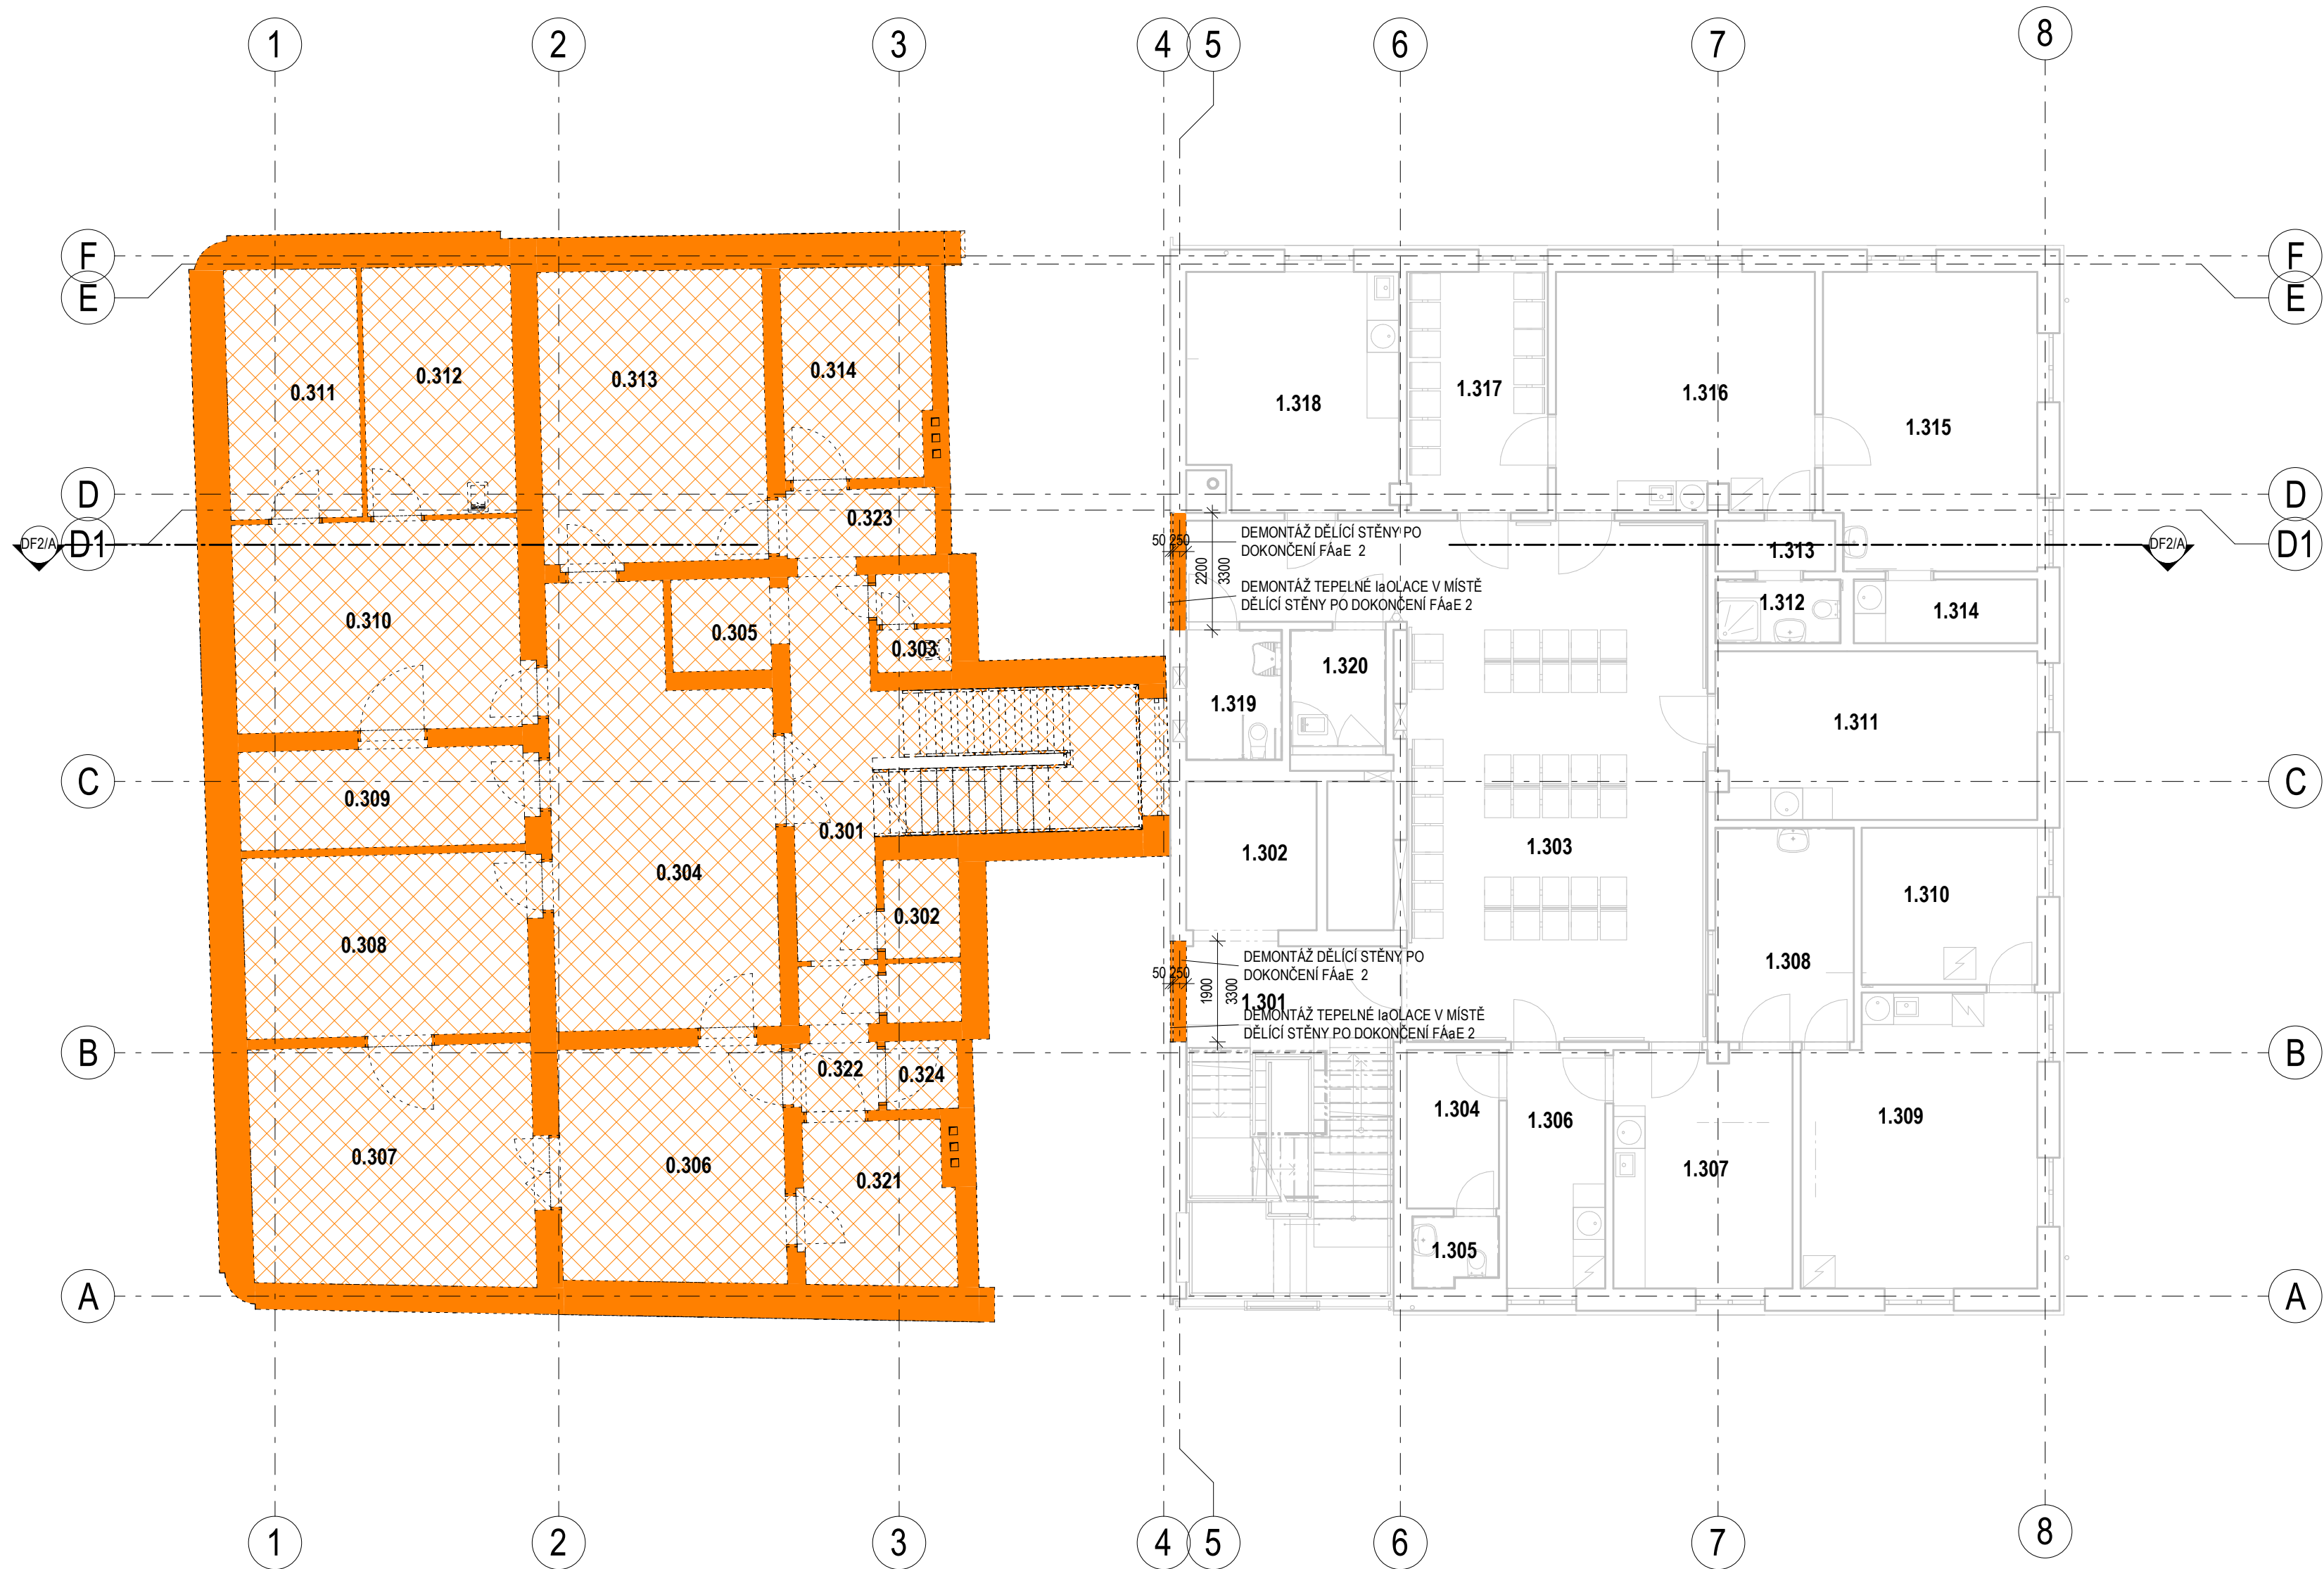 1 2 3 4 5 6 7 8
F F
E E
0.311 0.312 0.313 0.314
1.318 1.317 1.316 1.315
D D
0.323
DF2/A D1 D1 DF2/A
50 250
2200
3300
DEMONTÁŽ DĚLÍCÍ STĚNY PO
DOKONČENÍ FÁaE 2
DEMONTÁŽ TEPELNÉ IaOLACE V MÍSTĚ
DĚLÍCÍ STĚNY PO DOKONČENÍ FÁaE 2
1.313
1.312 1.314
0.310 0.305 0.303
1.319 1.320 1.311
C C
0.309 0.301
0.304
1.302 1.303
0.308 0.302
1.310
1.308
50 250
1900
3300
DEMONTÁŽ DĚLÍCÍ STĚNY PO
DOKONČENÍ FÁaE 2
1.301
DEMONTÁŽ TEPELNÉ IaOLACE V MÍSTĚ
DĚLÍCÍ STĚNY PO DOKONČENÍ FÁaE 2
B B
0.322 0.324
0.307 0.306 0.321
1.304 1.306 1.307 1.309
1.305
A A
1 2 3 4 5 6 7 8